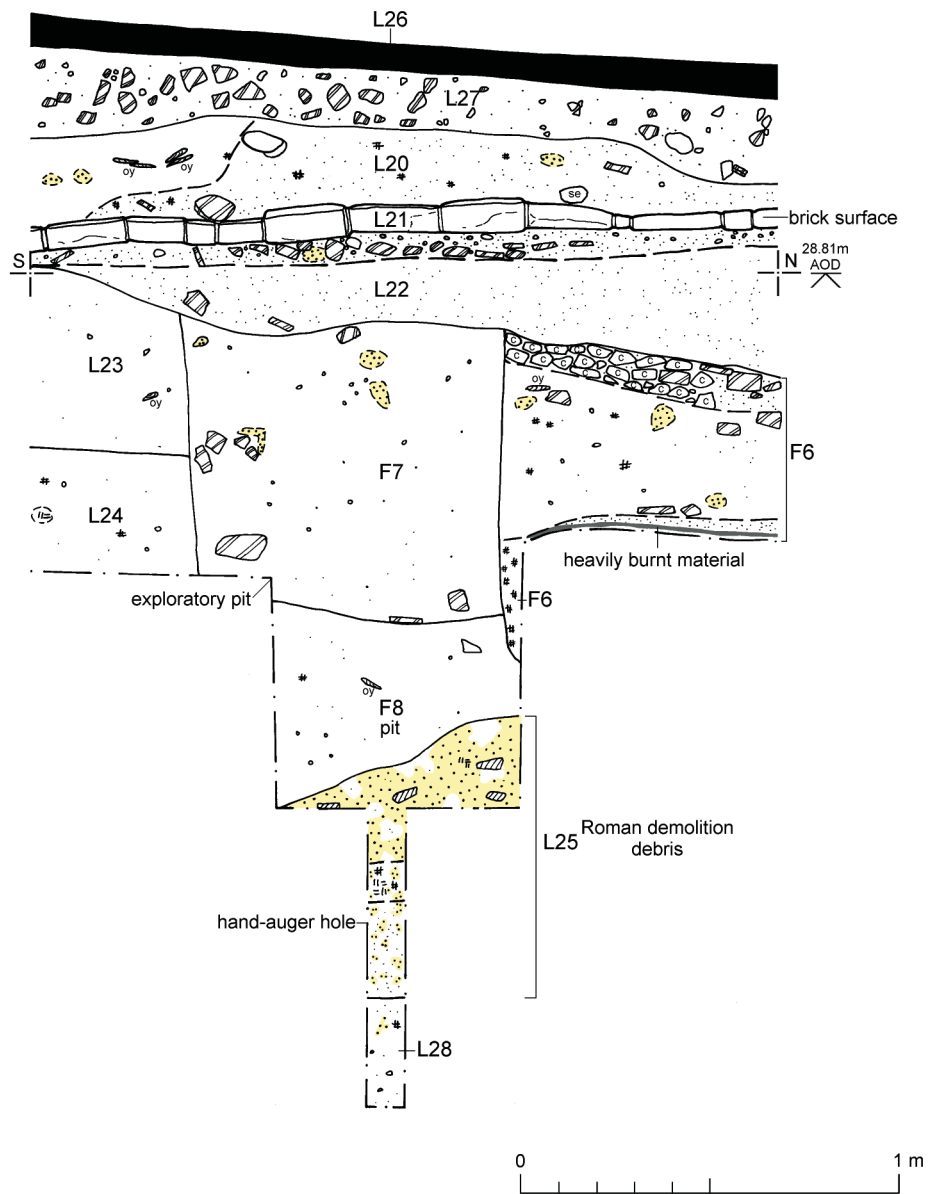 L26
L27
L20
oy
oy
se
L21
brick surface
S
N
28.81m
AOD
L22
L23
oy
c c c c c c c c c c c c c c c c c c
oy
F7
F6
L24
heavily burnt material
exploratory pit
F6
oy
F8
pit
L25
Roman demolition
debris
hand-auger hole
L28
0
1 m